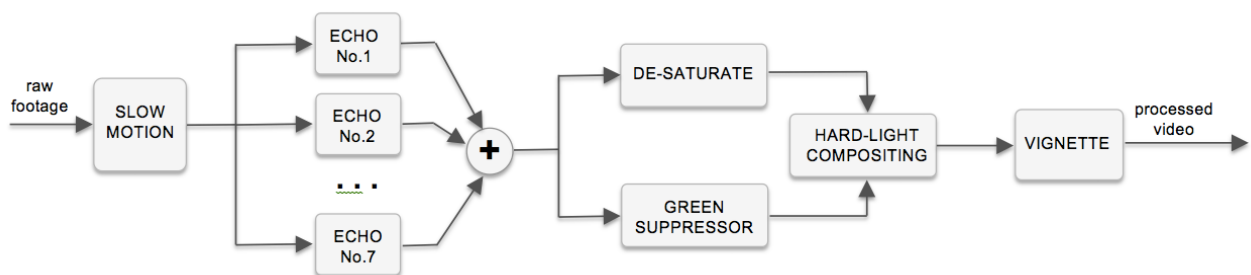 raw
footage
SLOW
MOTION
ECHO
No.1
ECHO
No.2
...
ECHO
No.7
+
DE-SATURATE
GREEN
SUPPRESSOR
HARD-LIGHT
COMPOSITING
VIGNETTE
processed
video